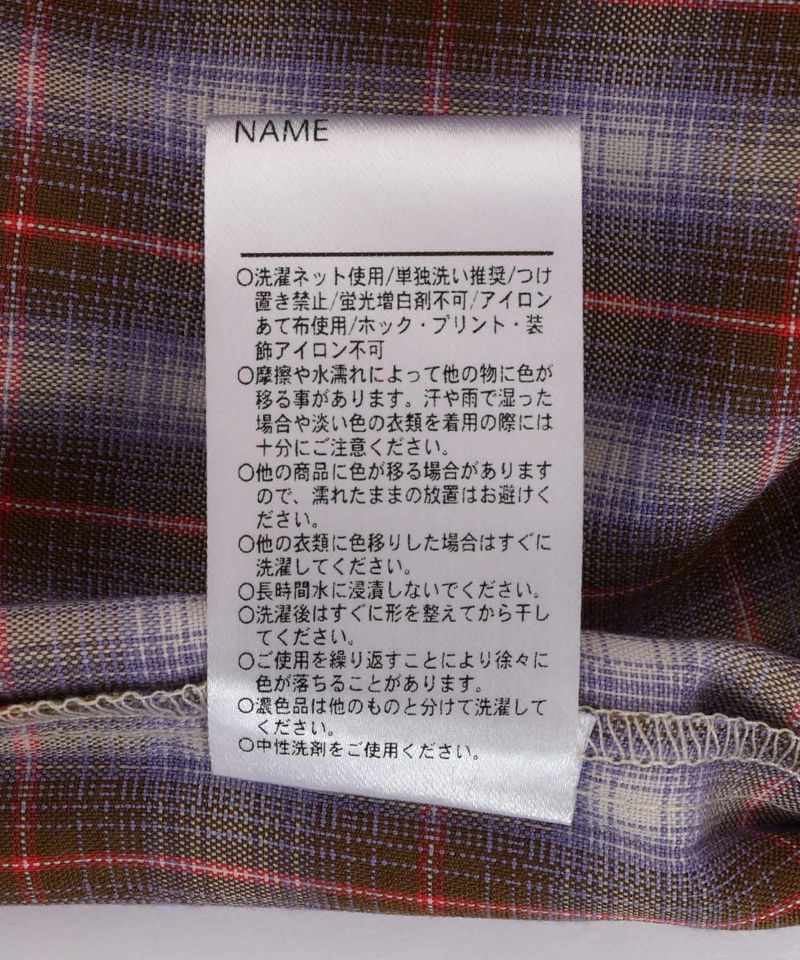 NAME
○洗濯ネット使用/単独洗い推奨/つけ
置き禁止/蛍光増白剤不可/アイロン
あて布使用/ホック・プリント・装
飾アイロン不可
○摩擦や水濡れによって他の物に色が
移る事があります。汗や雨で湿った
場合や淡い色の衣類を着用の際には
十分にご注意ください。
○他の商品に色が移る場合があります
ので、濡れたままの放置はお避けく
ださい。
○他の衣類に色移りした場合はすぐに
洗濯してください。
○長時間水に浸漬しないでください。
○洗濯後はすぐに形を整えてから干し
てください。
○ご使用を繰り返すことにより徐々に
色が落ちることがあります。
○濃色品は他のものと分けて洗濯して
ください。
○中性洗剤をご使用ください。